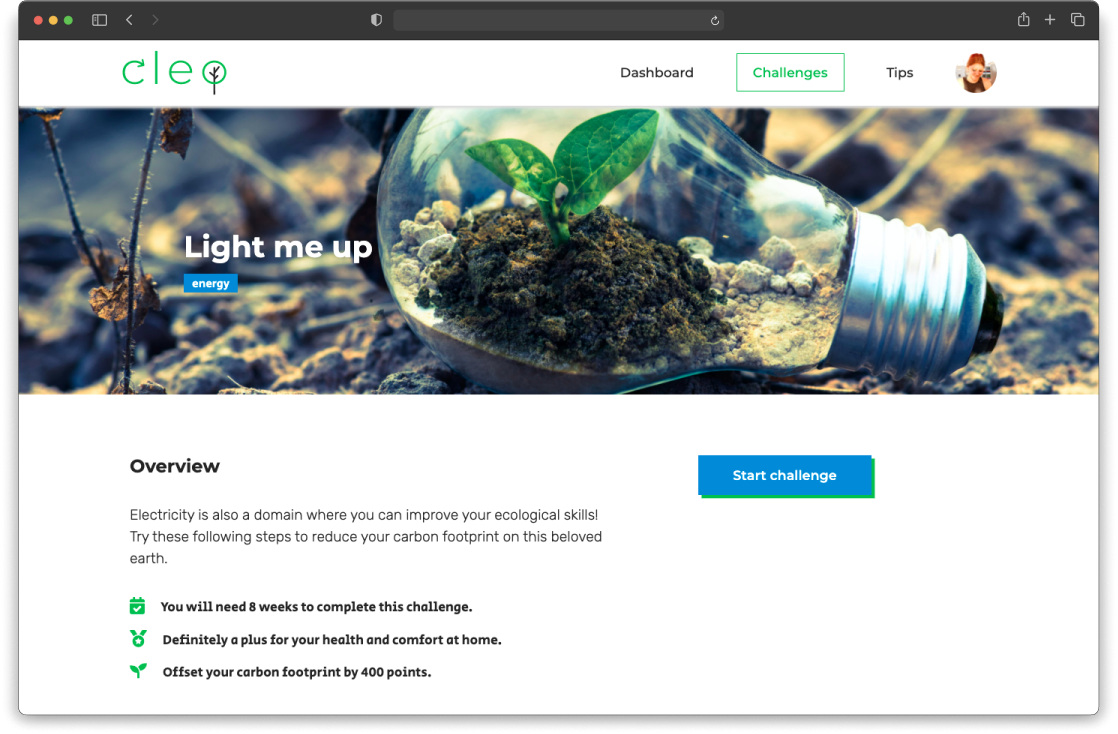 cleo
Dashboard
Challenges
Tips
Light me up
energy
Overview
Start challenge
Electricity is also a domain where you can improve your ecological skills!
Try these following steps to reduce your carbon footprint on this beloved
earth.
You will need 8 weeks to complete this challenge.
Definitely a plus for your health and comfort at home.
Offset your carbon footprint by 400 points.